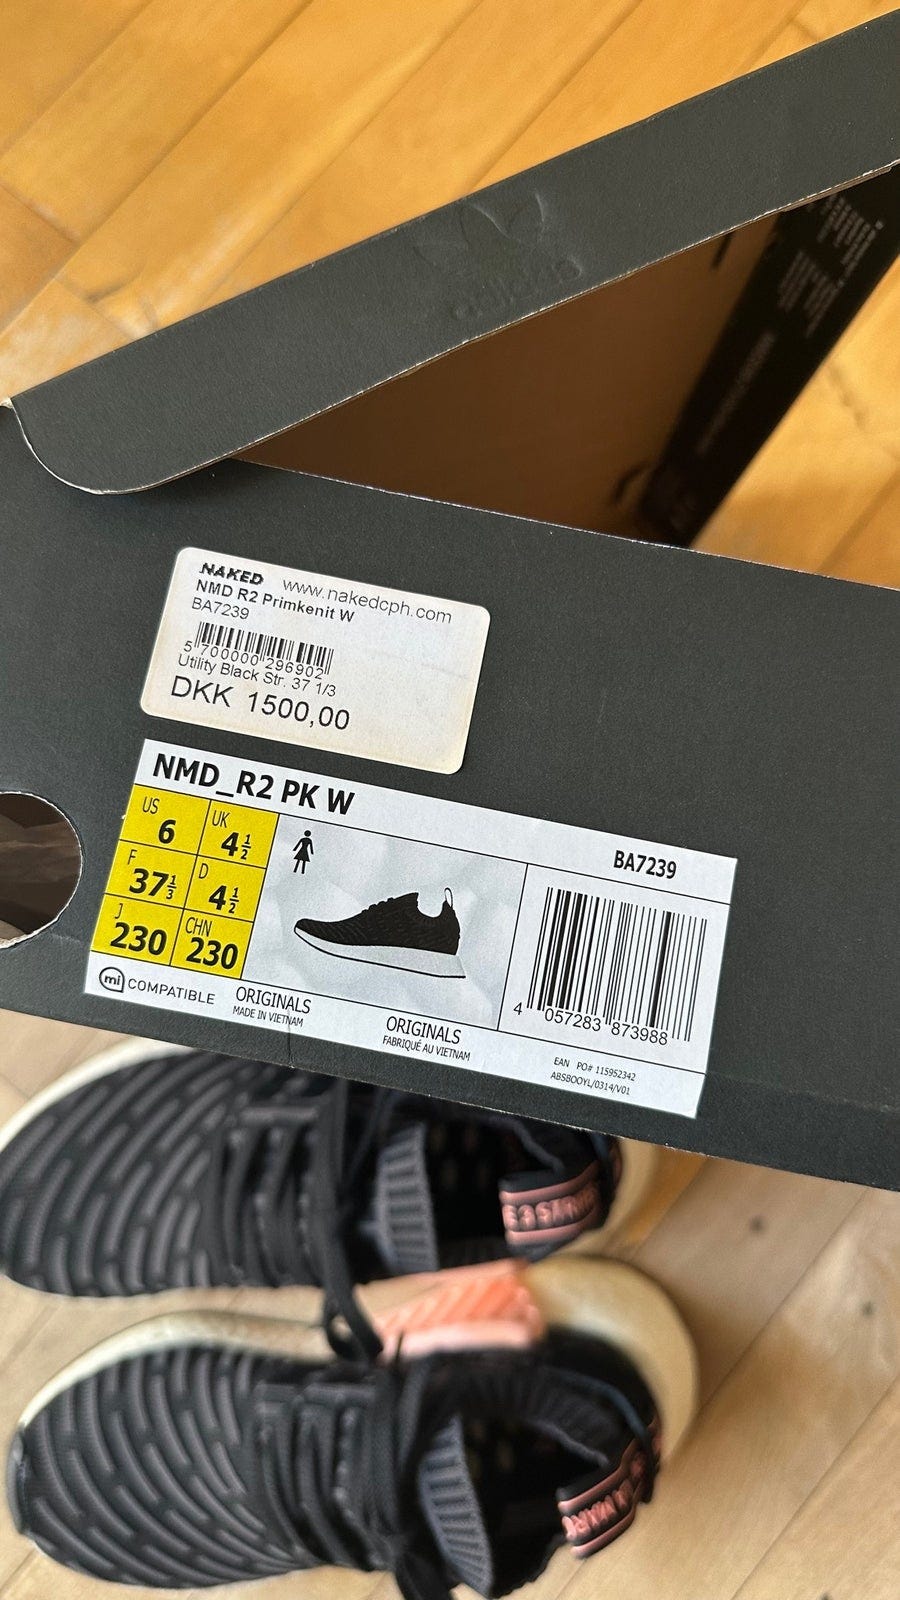 adidas
NAKED www.nakedcph.com
NMD R2 Primkenit W
BA7239
5 700000 296902
Utility Black Str. 37 1/3
DKK 1500,00
NMD_R2 PK W
BA7239
US 6
UK 4½
F 37⅓
D 4½
J 230
CHN 230
mi COMPATIBLE
ORIGINALS
MADE IN VIETNAM
ORIGINALS
FABRIQUÉ AU VIETNAM
4 057283 873988
EAN PO# 115952342
ABSBOOYL/0314/V01